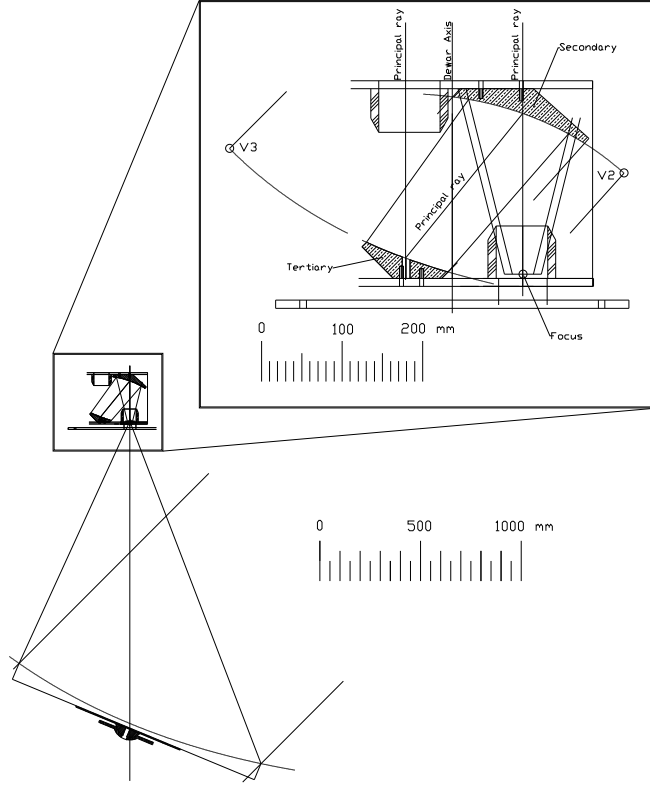 Principal ray
Dewar Axis
Principal ray
Secondary
V3
V2
Principal ray
Tertiary
Focus
0 100 200 mm
0 500 1000 mm